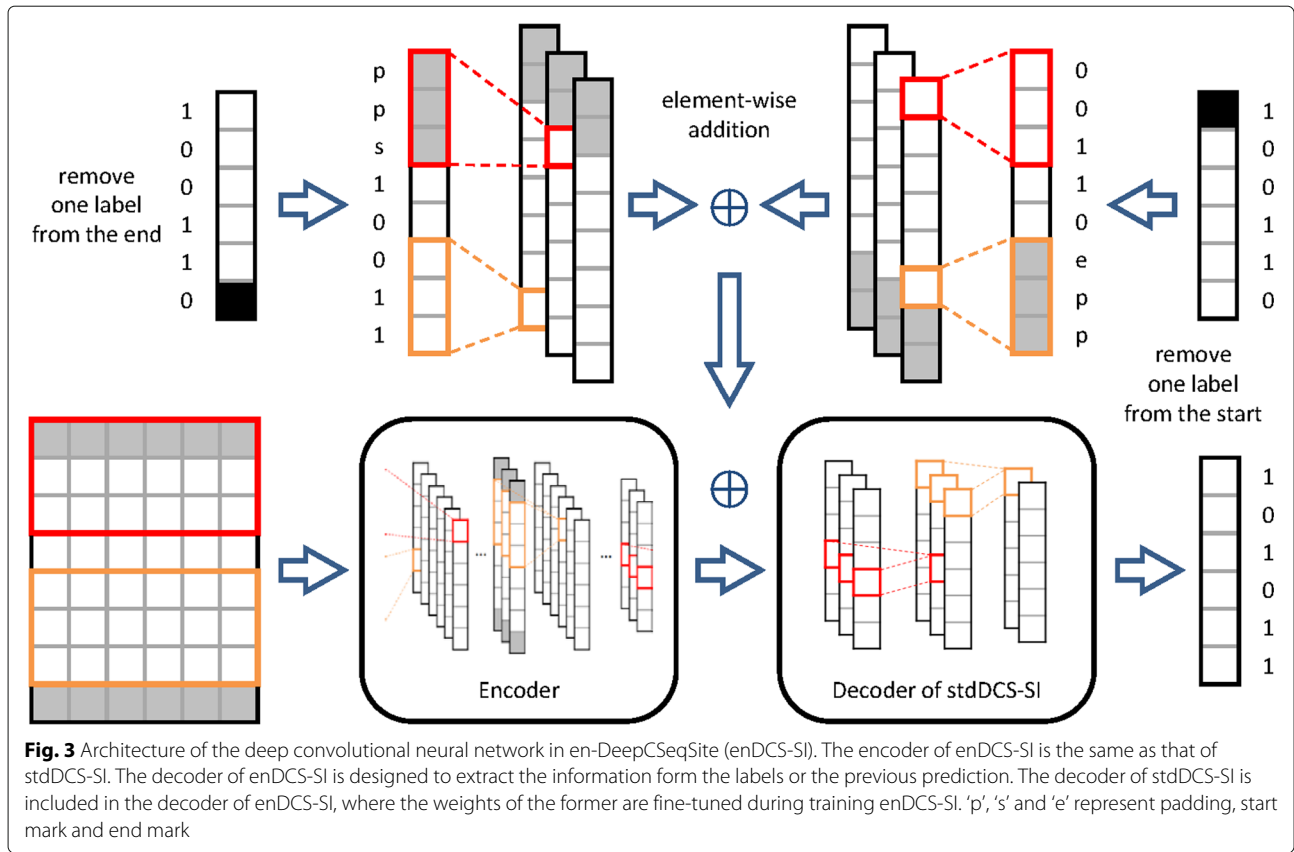 1
0
0
1
1
0
remove
one label
from the end
p
p
s
1
0
0
1
1
element-wise
addition
0
0
1
1
0
e
p
p
1
0
0
1
1
0
remove
one label
from the start
...
...
Encoder
Decoder of stdDCS-SI
1
0
1
0
1
1
Fig. 3 Architecture of the deep convolutional neural network in en-DeepCSeqSite (enDCS-SI). The encoder of enDCS-SI is the same as that of
stdDCS-SI. The decoder of enDCS-SI is designed to extract the information form the labels or the previous prediction. The decoder of stdDCS-SI is
included in the decoder of enDCS-SI, where the weights of the former are fine-tuned during training enDCS-SI. ‘p’, ‘s’ and ‘e’ represent padding, start
mark and end mark